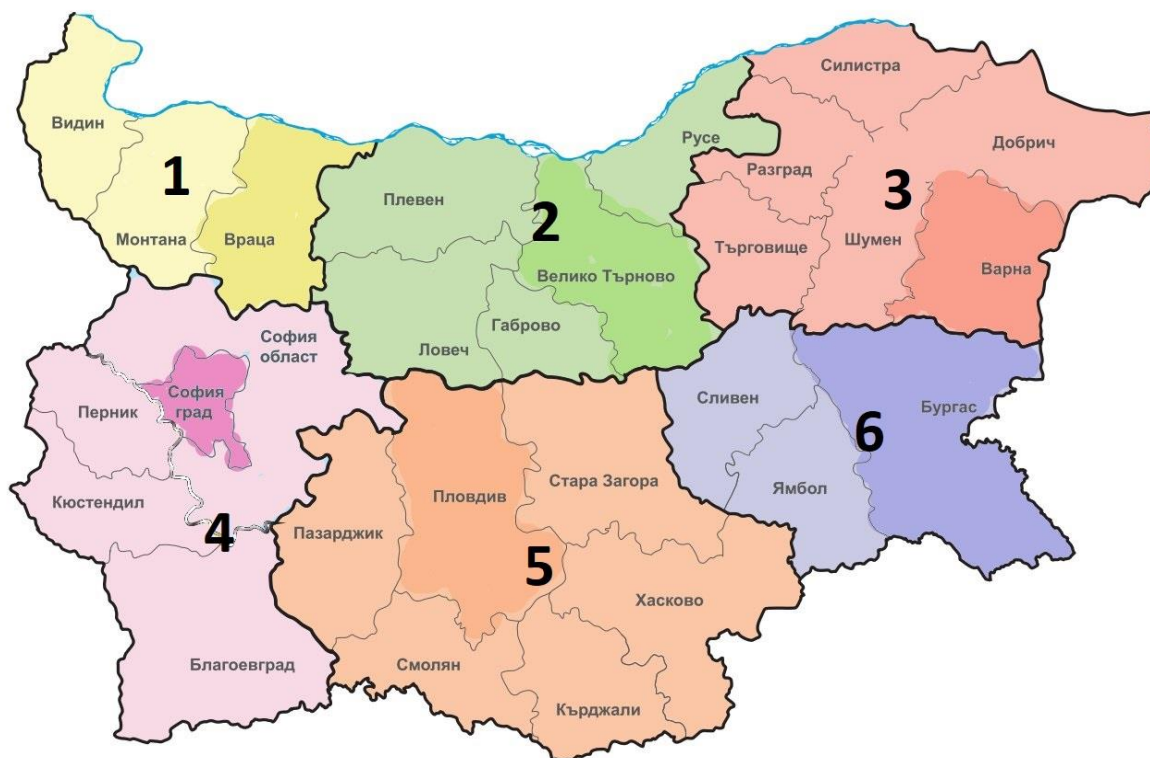 Видин
1
Монтана
Враца
Плевен
2
Велико Търново
Габрово
Ловеч
Русе
Силистра
Добрич
Разград
3
Търговище
Шумен
Варна
София
област
София
град
Перник
Кюстендил
4
Благоевград
Пазарджик
Пловдив
Стара Загора
5
Хасково
Смолян
Кърджали
Сливен
6
Бургас
Ямбол